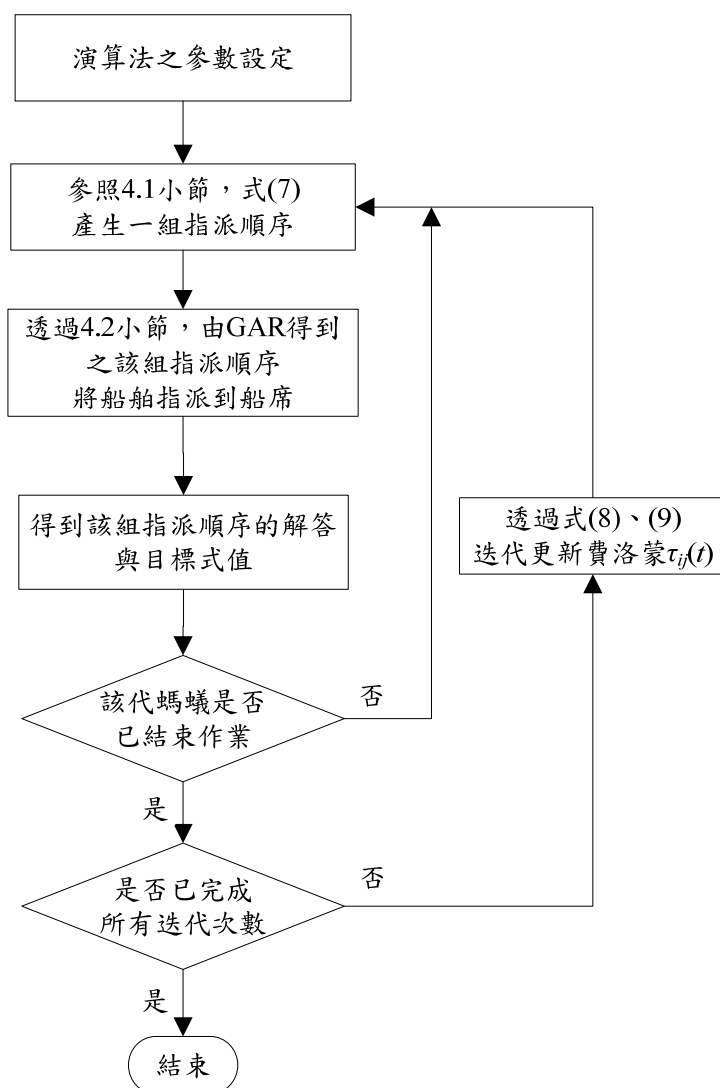 演算法之參數設定
參照4.1小節，式(7)
產生一組指派順序
透過4.2小節，由GAR得到
之該組指派順序
將船舶指派到船席
得到該組指派順序的解答
與目標式值
透過式(8)、(9)
迭代更新費洛蒙τij(t)
該代螞蟻是否
已結束作業
否
是
是否已完成
所有迭代次數
否
是
結束